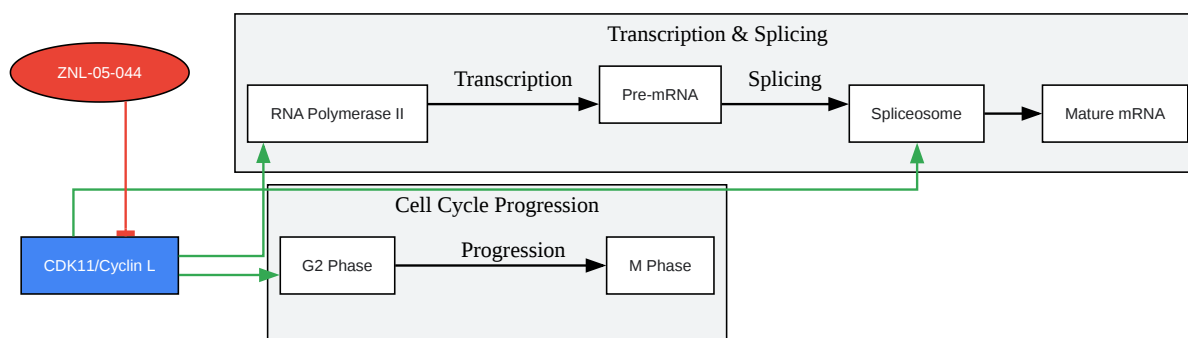 Transcription & Splicing
ZNL-05-044
Transcription
Splicing
RNA Polymerase II
Pre-mRNA
Spliceosome
Mature mRNA
Cell Cycle Progression
Progression
CDK11/Cyclin L
G2 Phase
M Phase